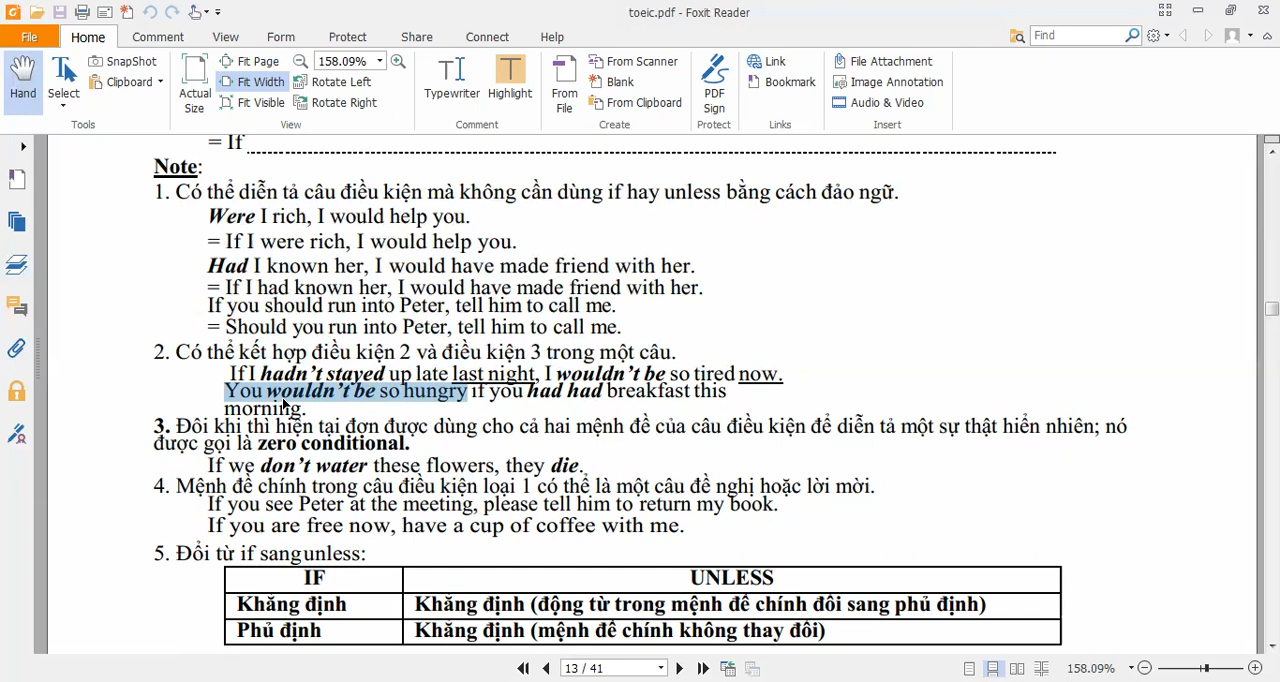 toeic.pdf - Foxit Reader
File Home Comment View Form Protect Share Connect Help Find
Hand Select SnapShot Clipboard Actual Size Fit Page Fit Width Fit Visible 158.09% Rotate Left Rotate Right Typewriter Highlight From File From Scanner Blank From Clipboard PDF Sign Link Bookmark File Attachment Image Annotation Audio & Video
Tools View Comment Create Protect Links Insert
= If
Note:
1. Có thể diễn tả câu điều kiện mà không cần dùng if hay unless bằng cách đảo ngữ.
Were I rich, I would help you.
= If I were rich, I would help you.
Had I known her, I would have made friend with her.
= If I had known her, I would have made friend with her.
If you should run into Peter, tell him to call me.
= Should you run into Peter, tell him to call me.
2. Có thể kết hợp điều kiện 2 và điều kiện 3 trong một câu.
If I hadn't stayed up late last night, I wouldn't be so tired now.
You wouldn't be so hungry if you had had breakfast this
morning.
3. Đôi khi thì hiện tại đơn được dùng cho cả hai mệnh đề của câu điều kiện để diễn tả một sự thật hiển nhiên; nó
được gọi là zero conditional.
If we don't water these flowers, they die.
4. Mệnh đề chính trong câu điều kiện loại 1 có thể là một câu đề nghị hoặc lời mời.
If you see Peter at the meeting, please tell him to return my book.
If you are free now, have a cup of coffee with me.
5. Đổi từ if sang unless:
IF UNLESS
Khẳng định Khẳng định (động từ trong mệnh đề chính đổi sang phủ định)
Phủ định Khẳng định (mệnh đề chính không thay đổi)
13 / 41 158.09%